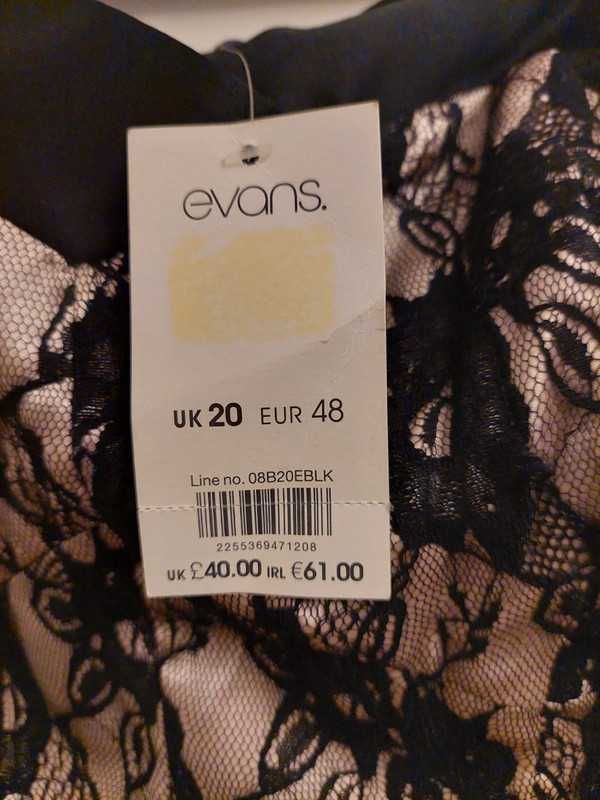 evans.
UK 20 EUR 48
Line no. 08B20EBLK
2255369471208
UK £40.00 IRL €61.00